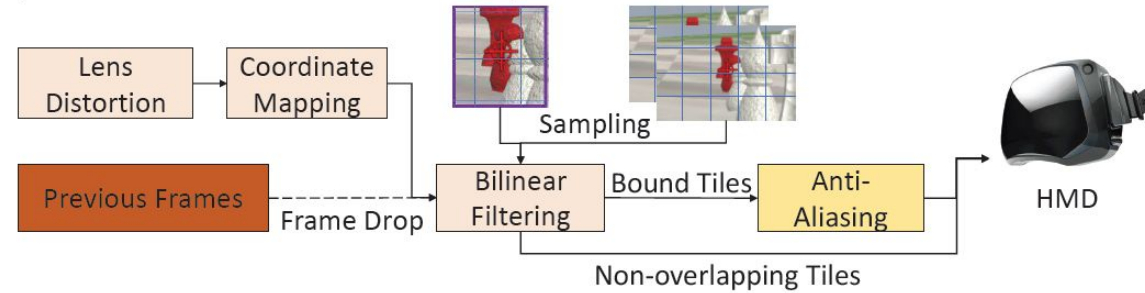 Lens
Distortion
Coordinate
Mapping
Sampling
Previous Frames
Frame Drop
Bilinear
Filtering
Bound Tiles
Anti-
Aliasing
HMD
Non-overlapping Tiles